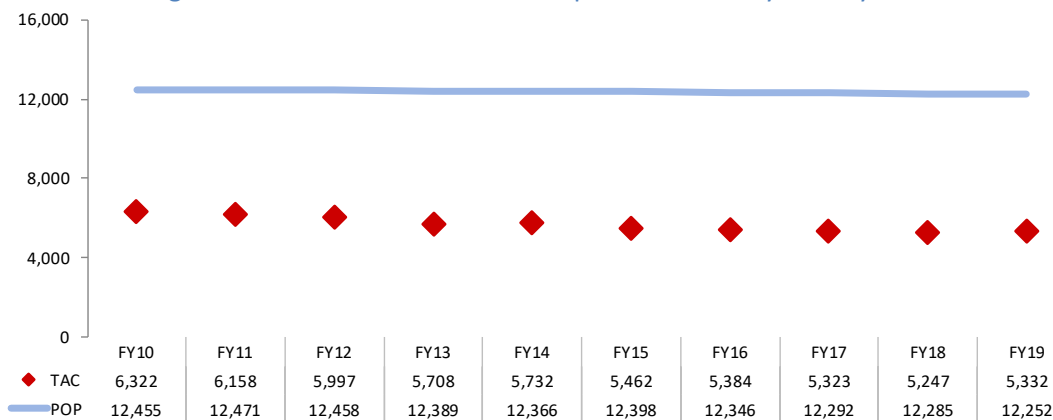 16,000
12,000
8,000
4,000
0
FY10 FY11 FY12 FY13 FY14 FY15 FY16 FY17 FY18 FY19
TAC 6,322 6,158 5,997 5,708 5,732 5,462 5,384 5,323 5,247 5,332
POP 12,455 12,471 12,458 12,389 12,366 12,398 12,346 12,292 12,285 12,252